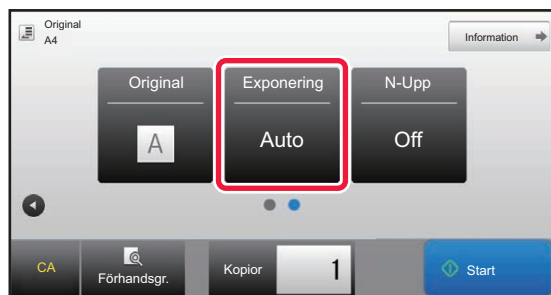 Original
A4
Information
Original
Exponering
N-Upp
A
Auto
Off
CA
Förhandsgr.
Kopior
1
Start